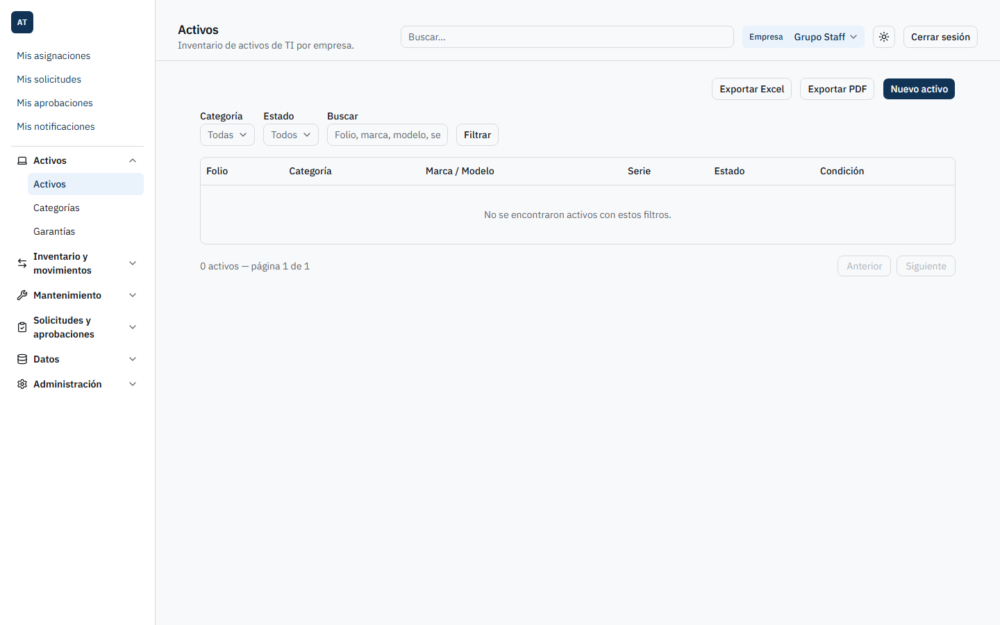 AT
Mis asignaciones
Mis solicitudes
Mis aprobaciones
Mis notificaciones
Activos
Activos
Categorías
Garantías
Inventario y
movimientos
Mantenimiento
Solicitudes y
aprobaciones
Datos
Administración
Activos
Inventario de activos de TI por empresa.
Buscar...
Empresa Grupo Staff
Cerrar sesión
Exportar Excel Exportar PDF Nuevo activo
Categoría Estado Buscar
Todas Todos Folio, marca, modelo, se Filtrar
Folio Categoría Marca / Modelo Serie Estado Condición
No se encontraron activos con estos filtros.
0 activos — página 1 de 1
Anterior Siguiente